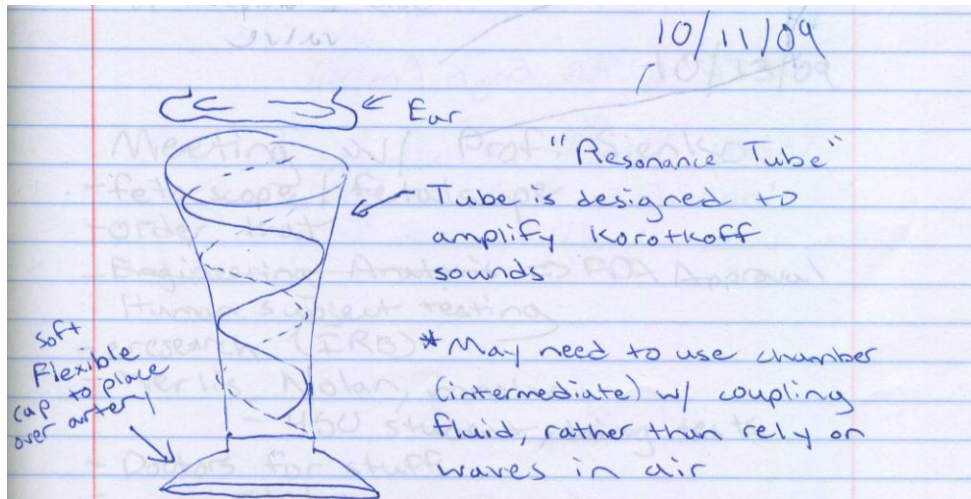 10/11/09
Ear
"Resonance Tube"
Tube is designed to
amplify Korotkoff
sounds
soft
Flexible
cap to place
over artery
*May need to use chamber
(intermediate) w/ coupling
fluid, rather than rely on
waves in air